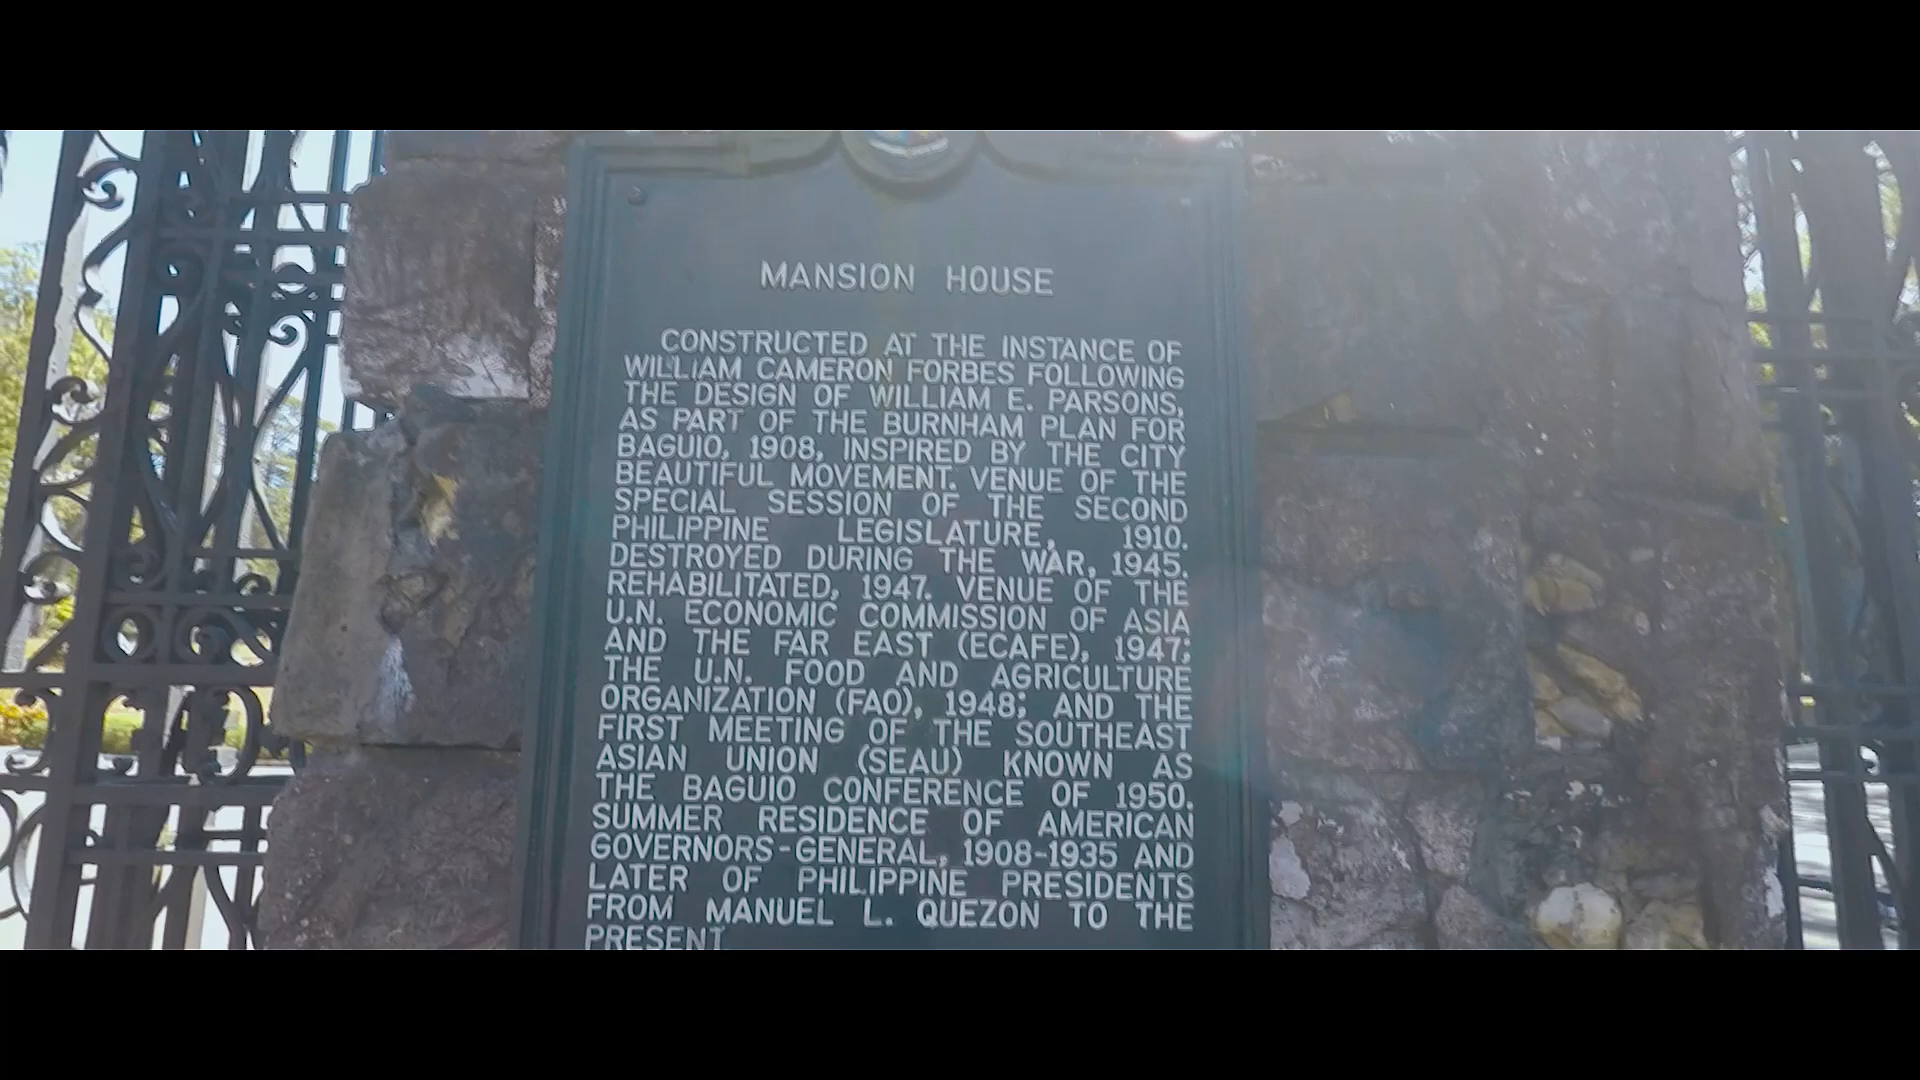 MANSION HOUSE
CONSTRUCTED AT THE INSTANCE OF
WILLIAM CAMERON FORBES FOLLOWING
THE DESIGN OF WILLIAM E. PARSONS,
AS PART OF THE BURNHAM PLAN FOR
BAGUIO, 1908, INSPIRED BY THE CITY
BEAUTIFUL MOVEMENT. VENUE OF THE
SPECIAL SESSION OF THE SECOND
PHILIPPINE LEGISLATURE, 1910.
DESTROYED DURING THE WAR, 1945.
REHABILITATED, 1947. VENUE OF THE
U.N. ECONOMIC COMMISSION OF ASIA
AND THE FAR EAST (ECAFE), 1947;
THE U.N. FOOD AND AGRICULTURE
ORGANIZATION (FAO), 1948; AND THE
FIRST MEETING OF THE SOUTHEAST
ASIAN UNION (SEAU) KNOWN AS
THE BAGUIO CONFERENCE OF 1950.
SUMMER RESIDENCE OF AMERICAN
GOVERNORS-GENERAL, 1908-1935 AND
LATER OF PHILIPPINE PRESIDENTS
FROM MANUEL L. QUEZON TO THE
PRESENT